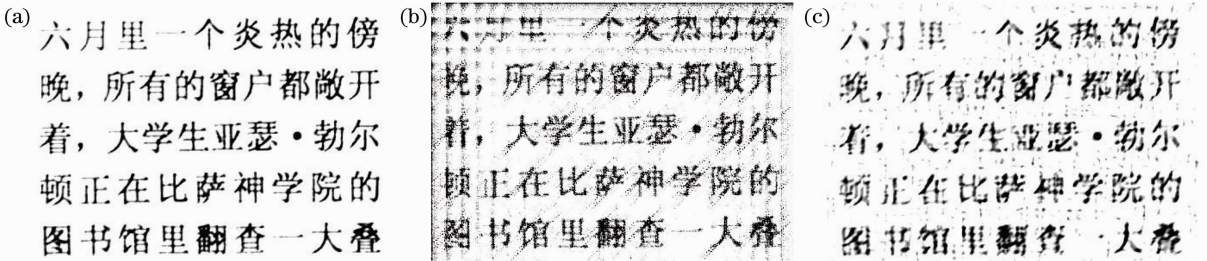 (a)
六月里一个炎热的傍
晚，所有的窗户都敞开
着，大学生亚瑟·勃尔
顿正在比萨神学院的
图书馆里翻查一大叠
(b)
六月里一个炎热的傍
晚，所有的窗户都敞开
着，大学生亚瑟·勃尔
顿正在比萨神学院的
图书馆里翻查一大叠
(c)
六月里一个炎热的傍
晚，所有的窗户都敞开
着，大学生亚瑟·勃尔
顿正在比萨神学院的
图书馆里翻查 大叠